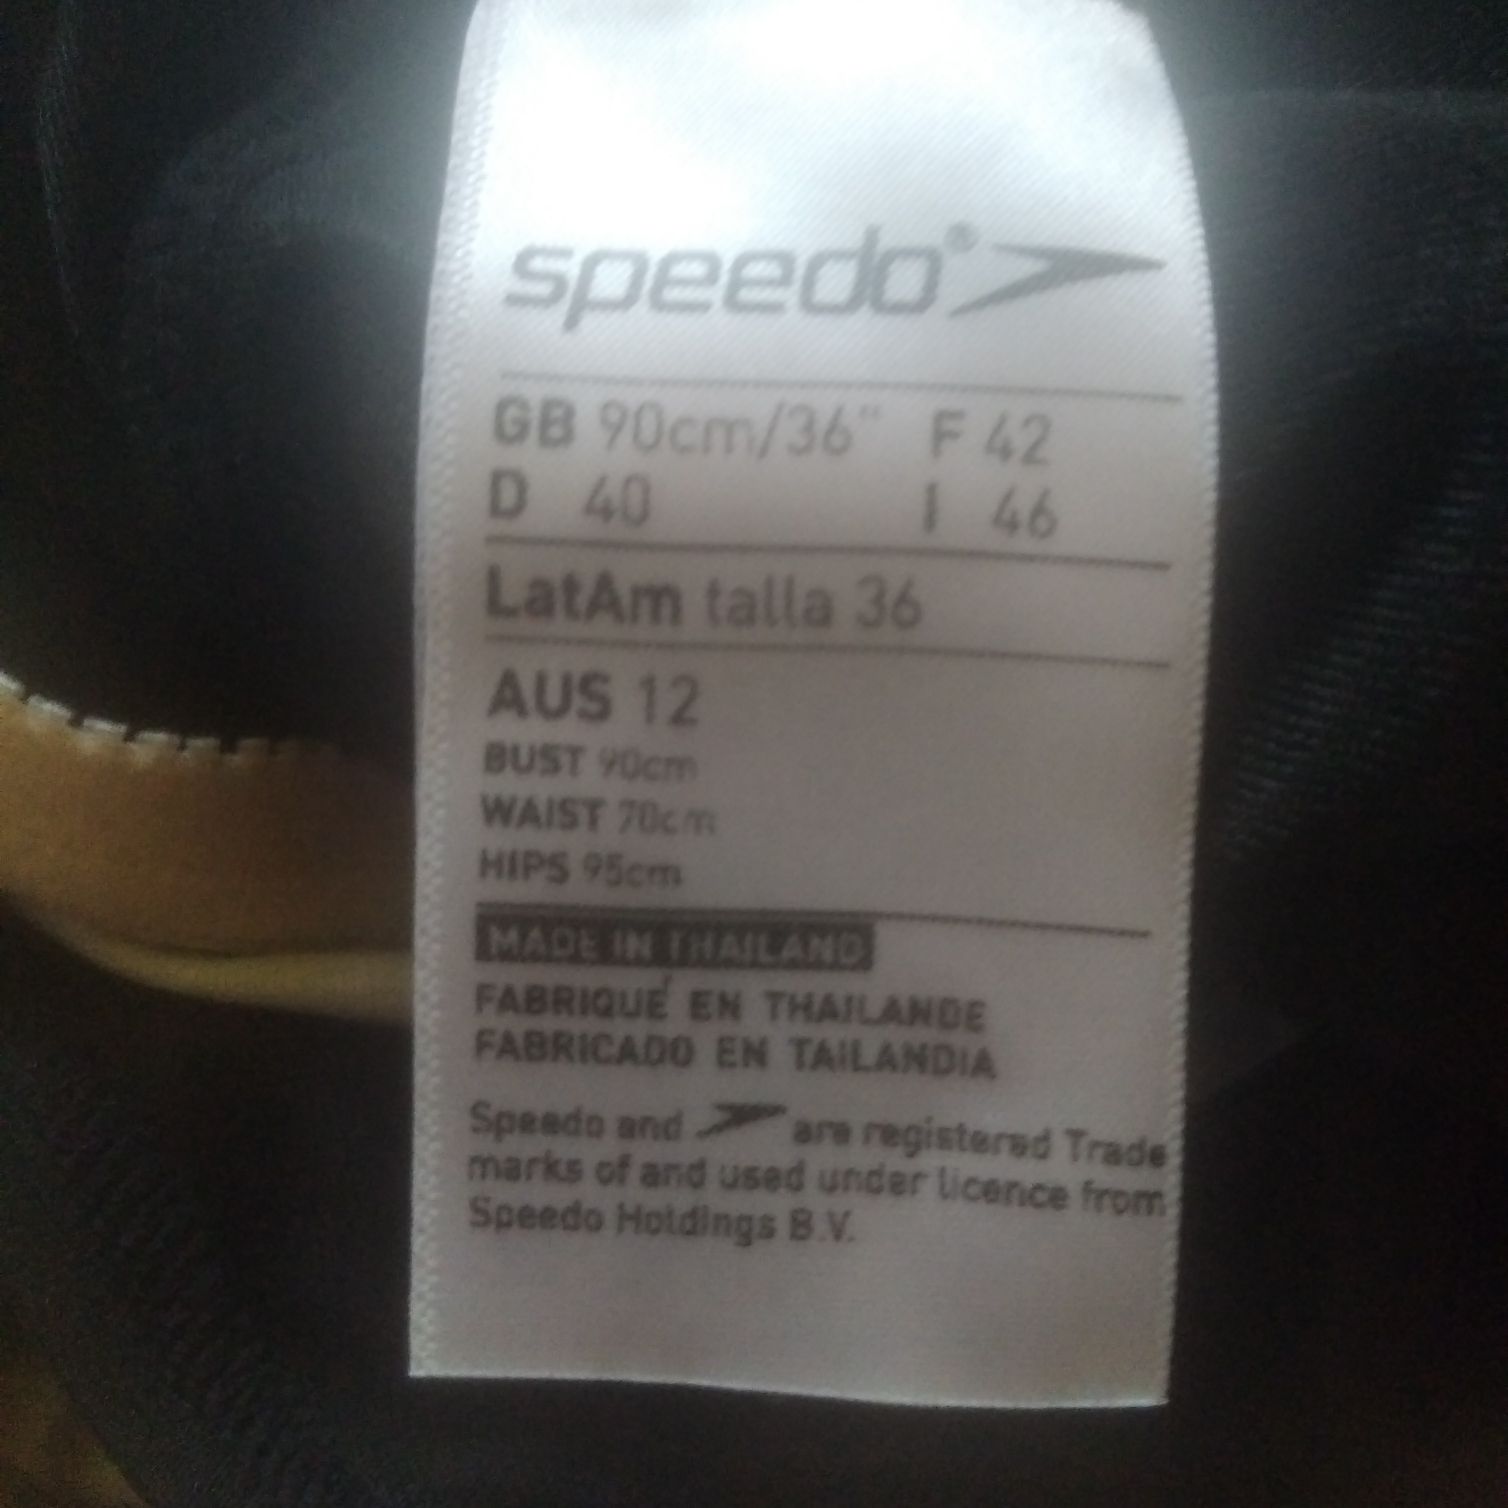 speedo®
GB 90cm/36" F 42
D 40 I 46
LatAm talla 36
AUS 12
BUST 90cm
WAIST 70cm
HIPS 95cm
MADE IN THAILAND
FABRIQUÉ EN THAILANDE
FABRICADO EN TAILANDIA
Speedo and are registered Trade
marks of and used under licence from
Speedo Holdings B.V.